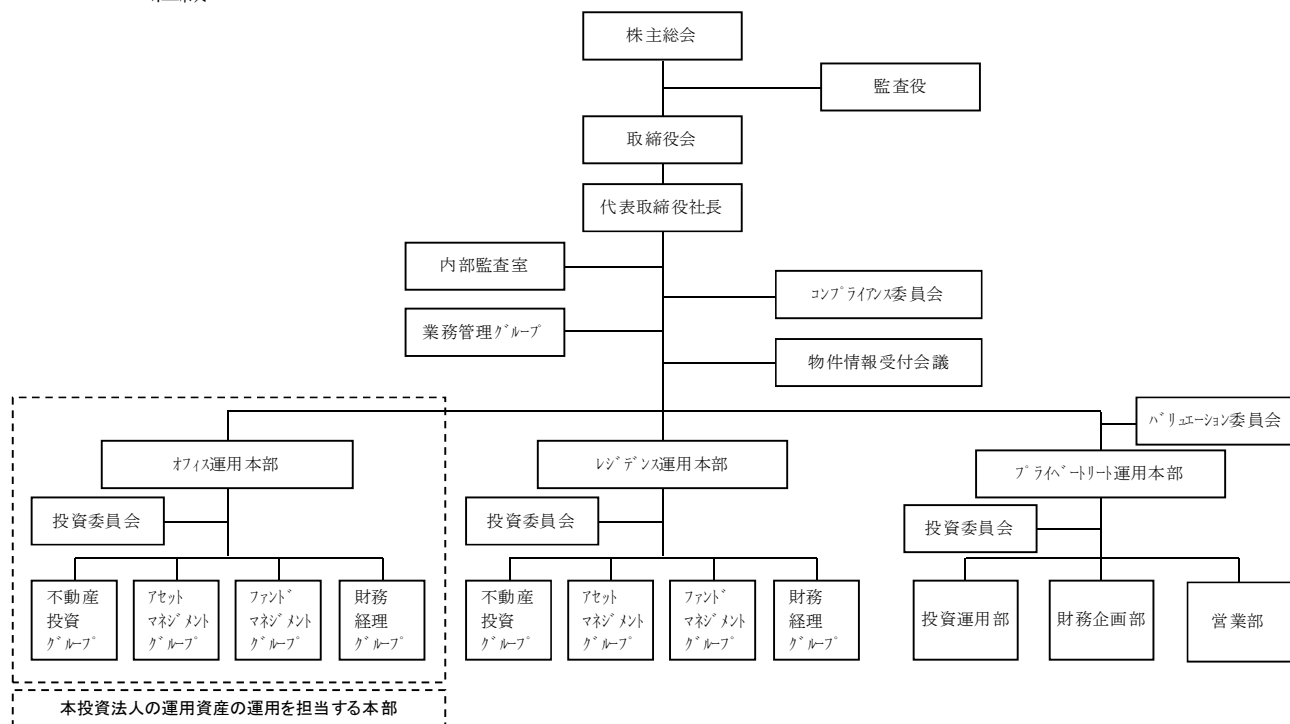 株主総会
監査役
取締役会
代表取締役社長
内部監査室
コンプライアンス委員会
業務管理グループ
物件情報受付会議
バリュエーション委員会
オフィス運用本部
レジデンス運用本部
プライベートリート運用本部
投資委員会
投資委員会
投資委員会
不動産
投資
グループ
アセット
マネジメント
グループ
ファンド
マネジメント
グループ
財務
経理
グループ
不動産
投資
グループ
アセット
マネジメント
グループ
ファンド
マネジメント
グループ
財務
経理
グループ
投資運用部
財務企画部
営業部
本投資法人の運用資産の運用を担当する本部